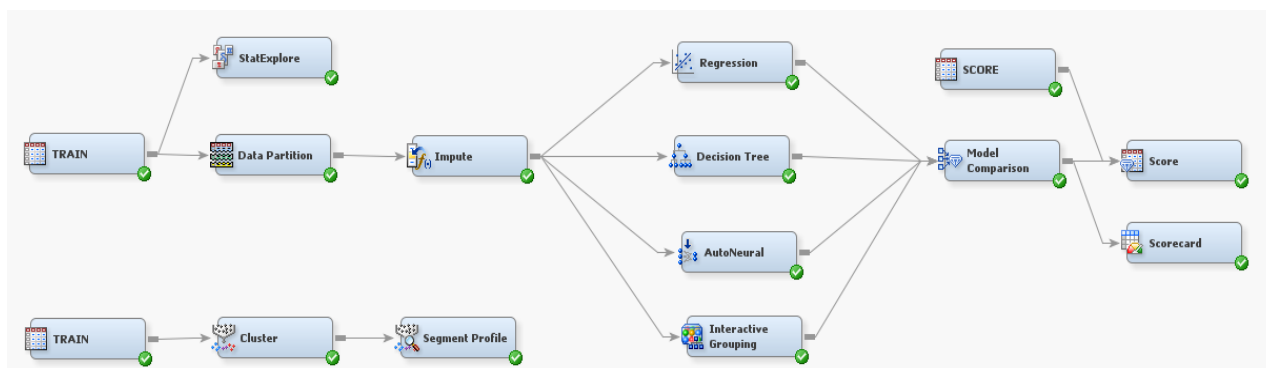 StatExplore
Regression
SCORE
TRAIN
Data Partition
Impute
Decision Tree
Model
Comparison
Score
AutoNeural
Scorecard
TRAIN
Cluster
Segment Profile
Interactive
Grouping